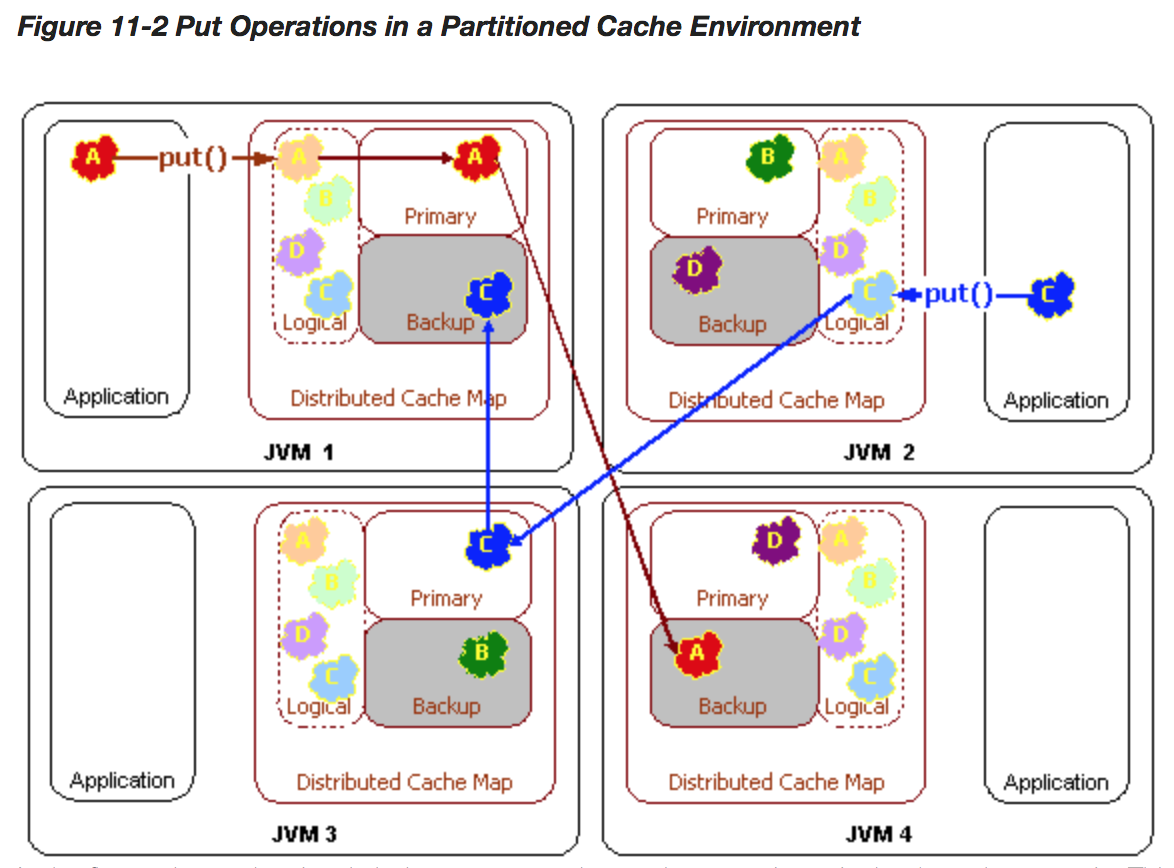 Figure 11-2 Put Operations in a Partitioned Cache Environment
A put() A A
B
Primary
D
C C
Logical Backup
Application
Distributed Cache Map
JVM 1
B A
B
Primary
D D
C put() C
Backup Logical
Distributed Cache Map
Application
JVM 2
A C
B
Primary
D B
C
Logical Backup
Application
Distributed Cache Map
JVM 3
D A
B
Primary
A D
C
Backup Logical
Distributed Cache Map
Application
JVM 4